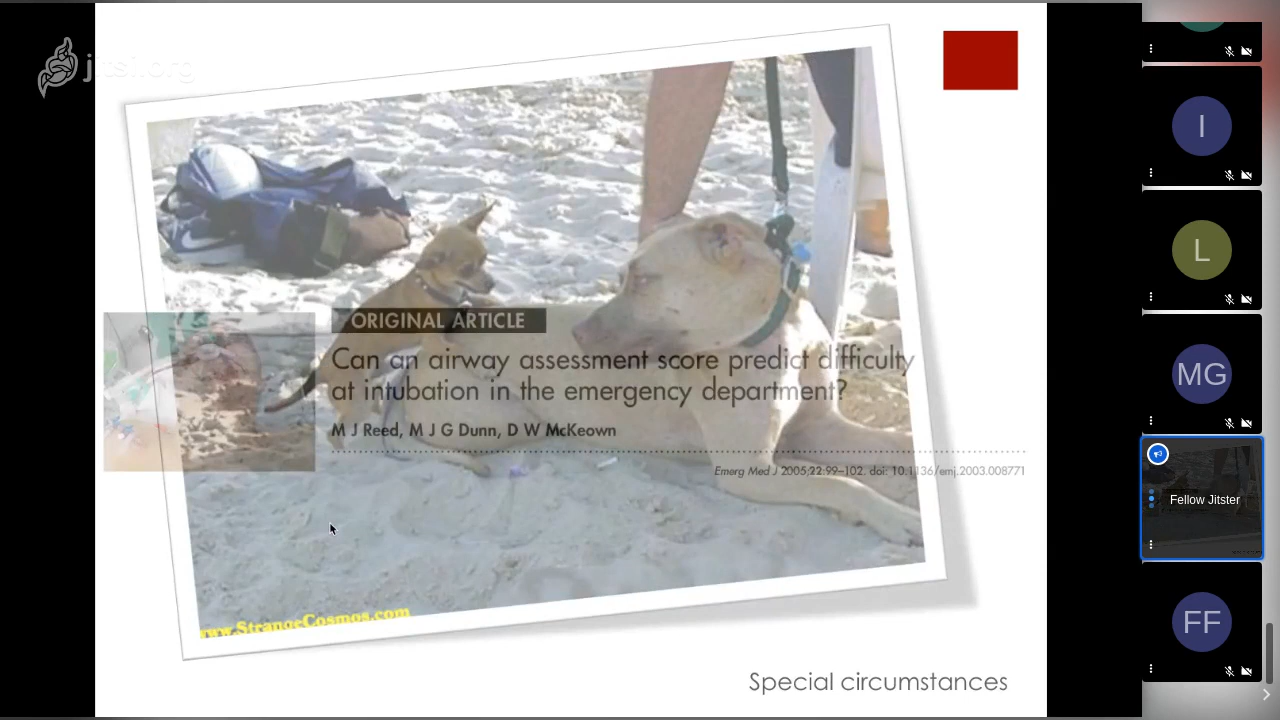 jitsi.org
ORIGINAL ARTICLE
Can an airway assessment score predict difficulty
at intubation in the emergency department?
M J Reed, M J G Dunn, D W McKeown
Emerg Med J 2005;22:99–102. doi: 10.1136/emj.2003.008771
www.StrangeCosmos.com
Special circumstances
I
L
MG
Fellow Jitster
FF